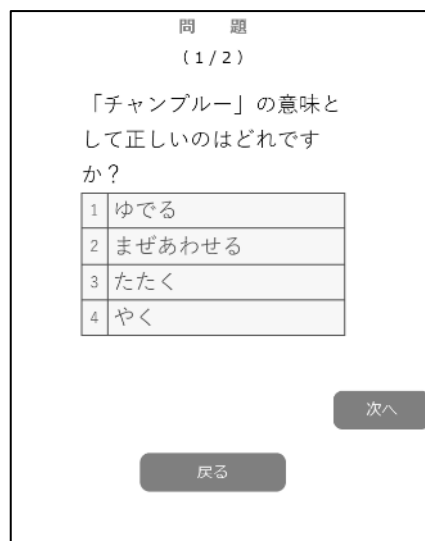 問　題
(1/2)
「チャンプルー」の意味と
して正しいのはどれです
か？
1 ゆでる
2 まぜあわせる
3 たたく
4 やく
次へ
戻る